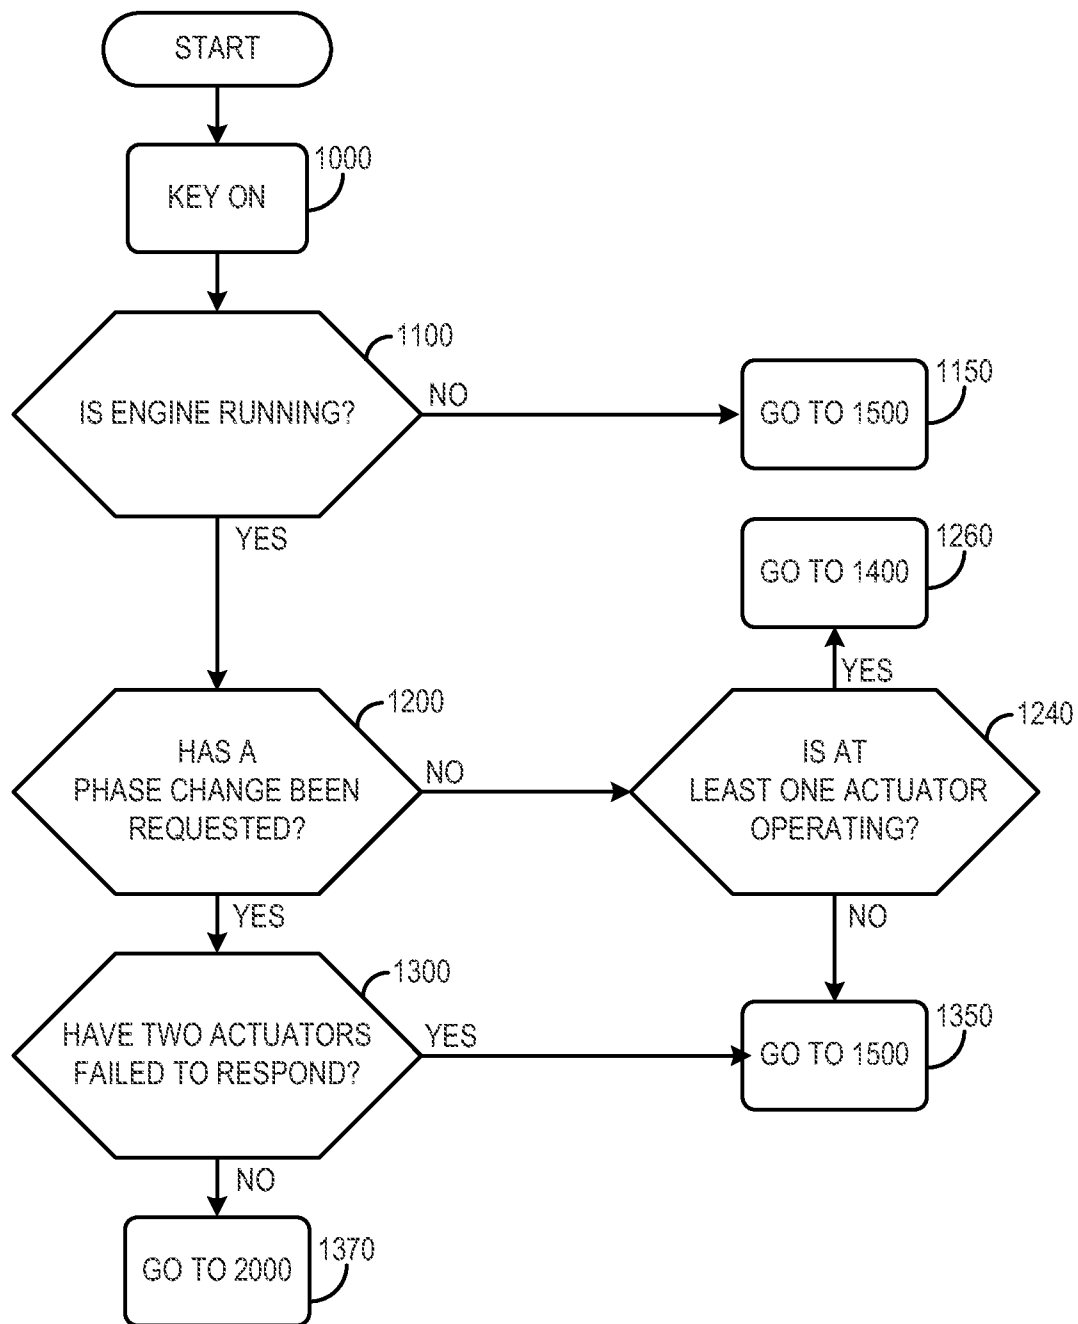 START
1000
KEY ON
1100
IS ENGINE RUNNING?
NO
1150
GO TO 1500
YES
1260
GO TO 1400
YES
1200
HAS A
PHASE CHANGE BEEN
REQUESTED?
NO
1240
IS AT
LEAST ONE ACTUATOR
OPERATING?
YES
NO
1300
HAVE TWO ACTUATORS
FAILED TO RESPOND?
YES
1350
GO TO 1500
NO
1370
GO TO 2000